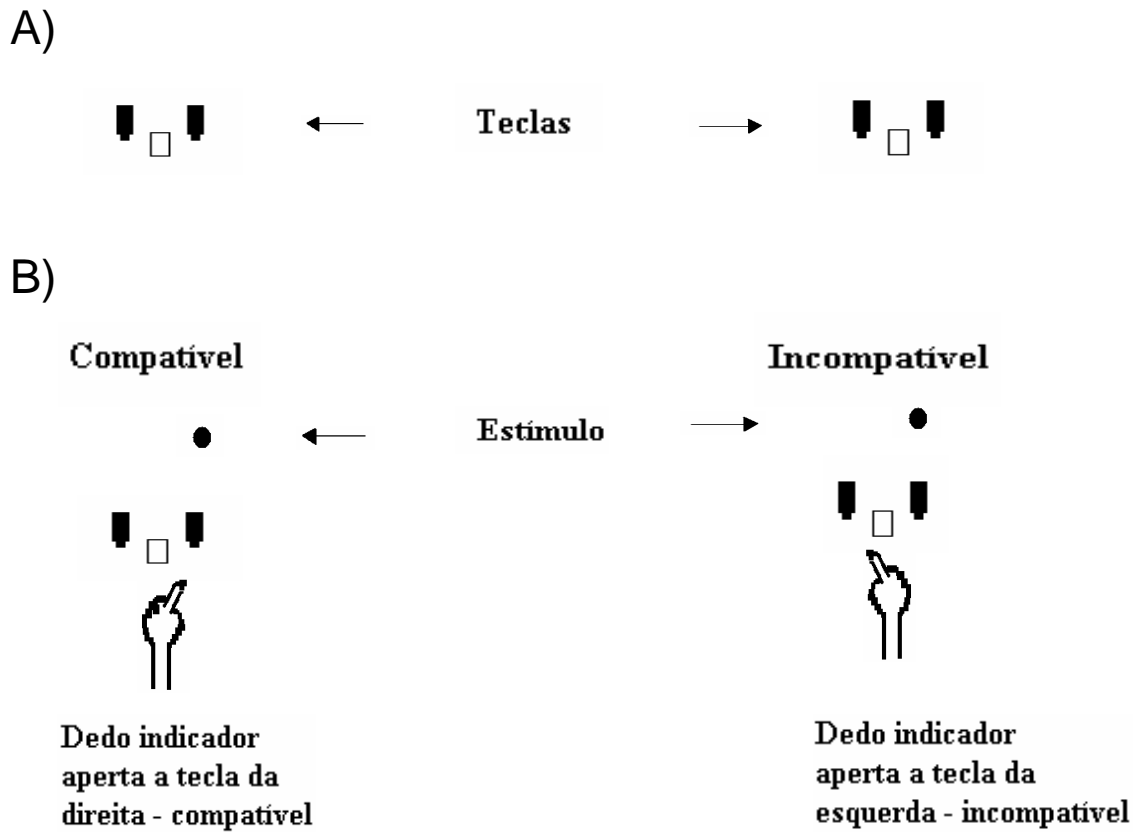 A)
Teclas
B)
Compatível
Incompatível
Estímulo
Dedo indicador
aperta a tecla da
direita - compatível
Dedo indicador
aperta a tecla da
esquerda - incompatível